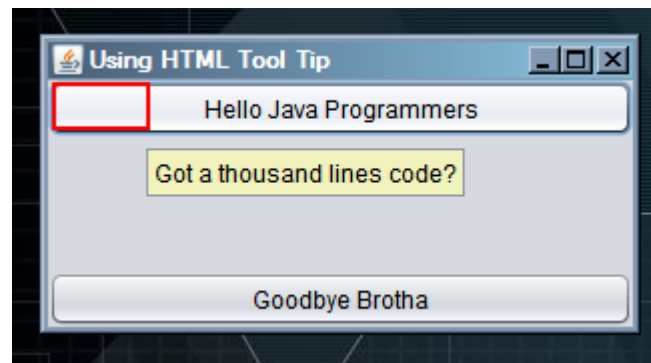 Using HTML Tool Tip
Hello Java Programmers
Got a thousand lines code?
Goodbye Brotha